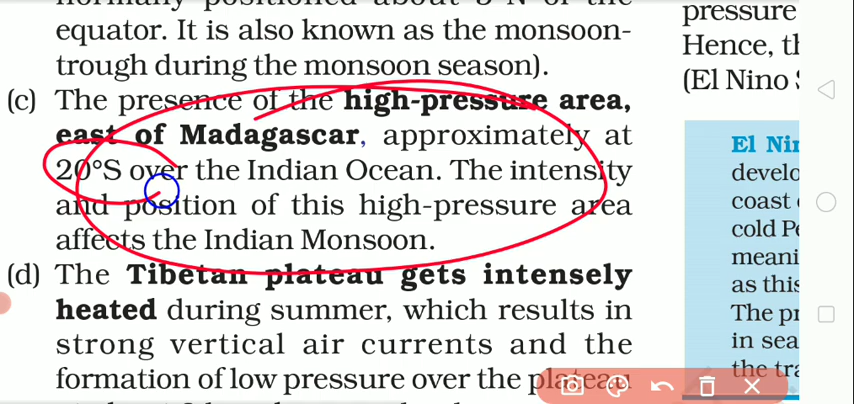 equator. It is also known as the monsoon-
trough during the monsoon season).
(c) The presence of the high-pressure area,
east of Madagascar, approximately at
20°S over the Indian Ocean. The intensity
and position of this high-pressure area
affects the Indian Monsoon.
(d) The Tibetan plateau gets intensely
heated during summer, which results in
strong vertical air currents and the
formation of low pressure over the plateau
pressure
Hence, th
(El Nino S
El Nin
develo
coast
cold Pe
meani
as this
The pr
in sea
the tra